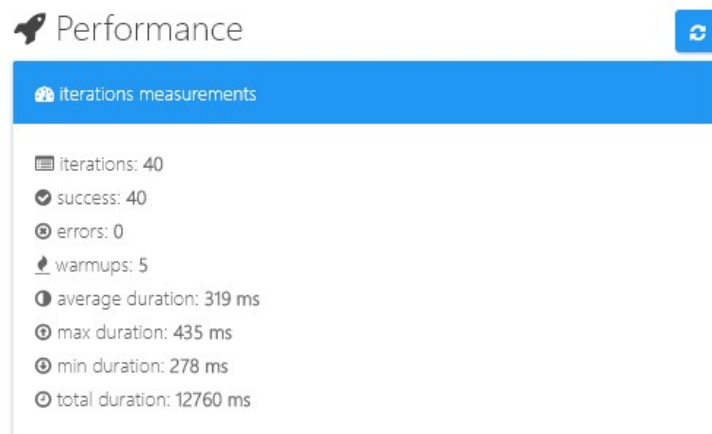 Performance
iterations measurements
iterations: 40
success: 40
errors: 0
warmups: 5
average duration: 319 ms
max duration: 435 ms
min duration: 278 ms
total duration: 12760 ms